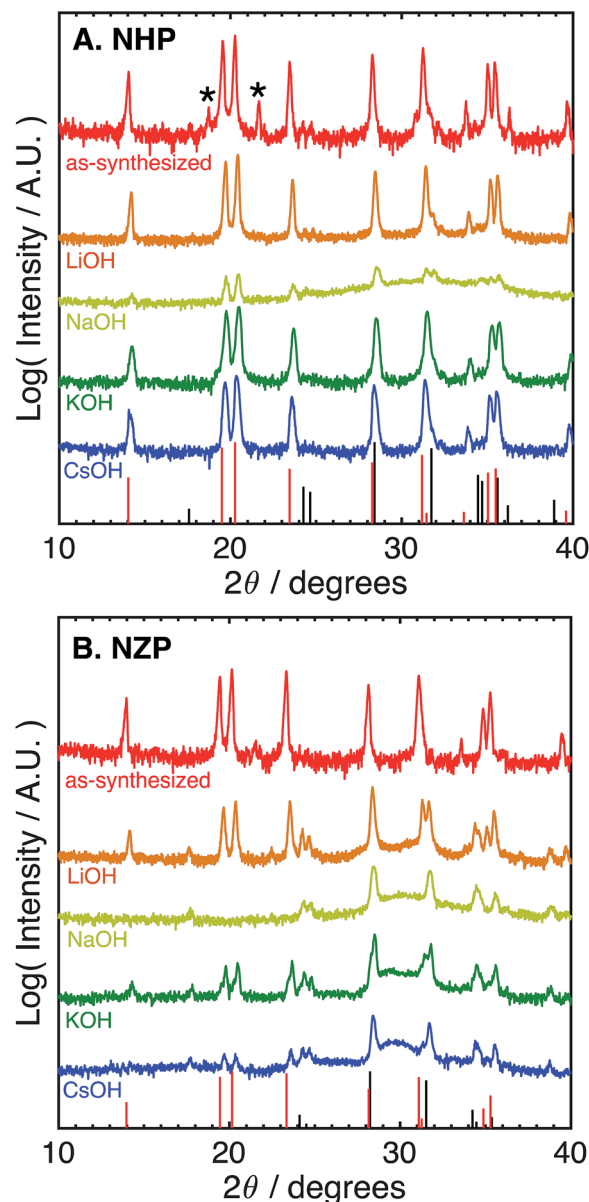 A. NHP
*
*
as-synthesized
LiOH
NaOH
KOH
CsOH
Log( Intensity / A.U. )
10 20 30 40
2θ / degrees
B. NZP
as-synthesized
LiOH
NaOH
KOH
CsOH
Log( Intensity / A.U. )
10 20 30 40
2θ / degrees